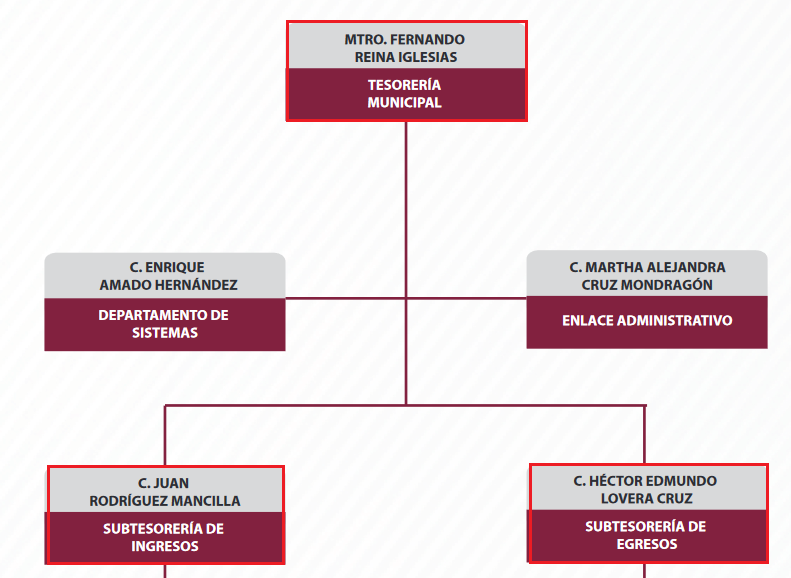 MTRO. FERNANDO
REINA IGLESIAS
TESORERÍA
MUNICIPAL
C. ENRIQUE
AMADO HERNÁNDEZ
DEPARTAMENTO DE
SISTEMAS
C. MARTHA ALEJANDRA
CRUZ MONDRAGÓN
ENLACE ADMINISTRATIVO
C. JUAN
RODRÍGUEZ MANCILLA
SUBTESORERÍA DE
INGRESOS
C. HÉCTOR EDMUNDO
LOVERA CRUZ
SUBTESORERÍA DE
EGRESOS